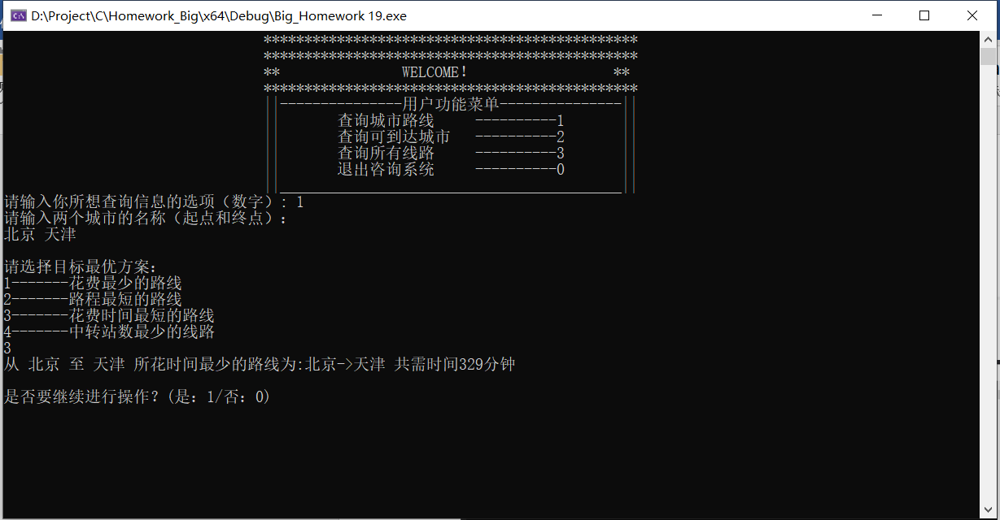 D:\Project\C\Homework_Big\x64\Debug\Big_Homework 19.exe
**********************************************
**********************************************
** WELCOME! **
**********************************************
||---------------用户功能菜单---------------||
查询城市路线 ----------1
查询可到达城市 ----------2
查询所有线路 ----------3
退出咨询系统 ----------0
||__________________________________________||
请输入你所想查询信息的选项（数字）: 1
请输入两个城市的名称（起点和终点）:
北京 天津
请选择目标最优方案:
1-------花费最少的路线
2-------路程最短的路线
3-------花费时间最短的路线
4-------中转站数最少的线路
3
从 北京 至 天津 所花时间最少的路线为:北京->天津 共需时间329分钟
是否要继续进行操作？(是：1/否：0)